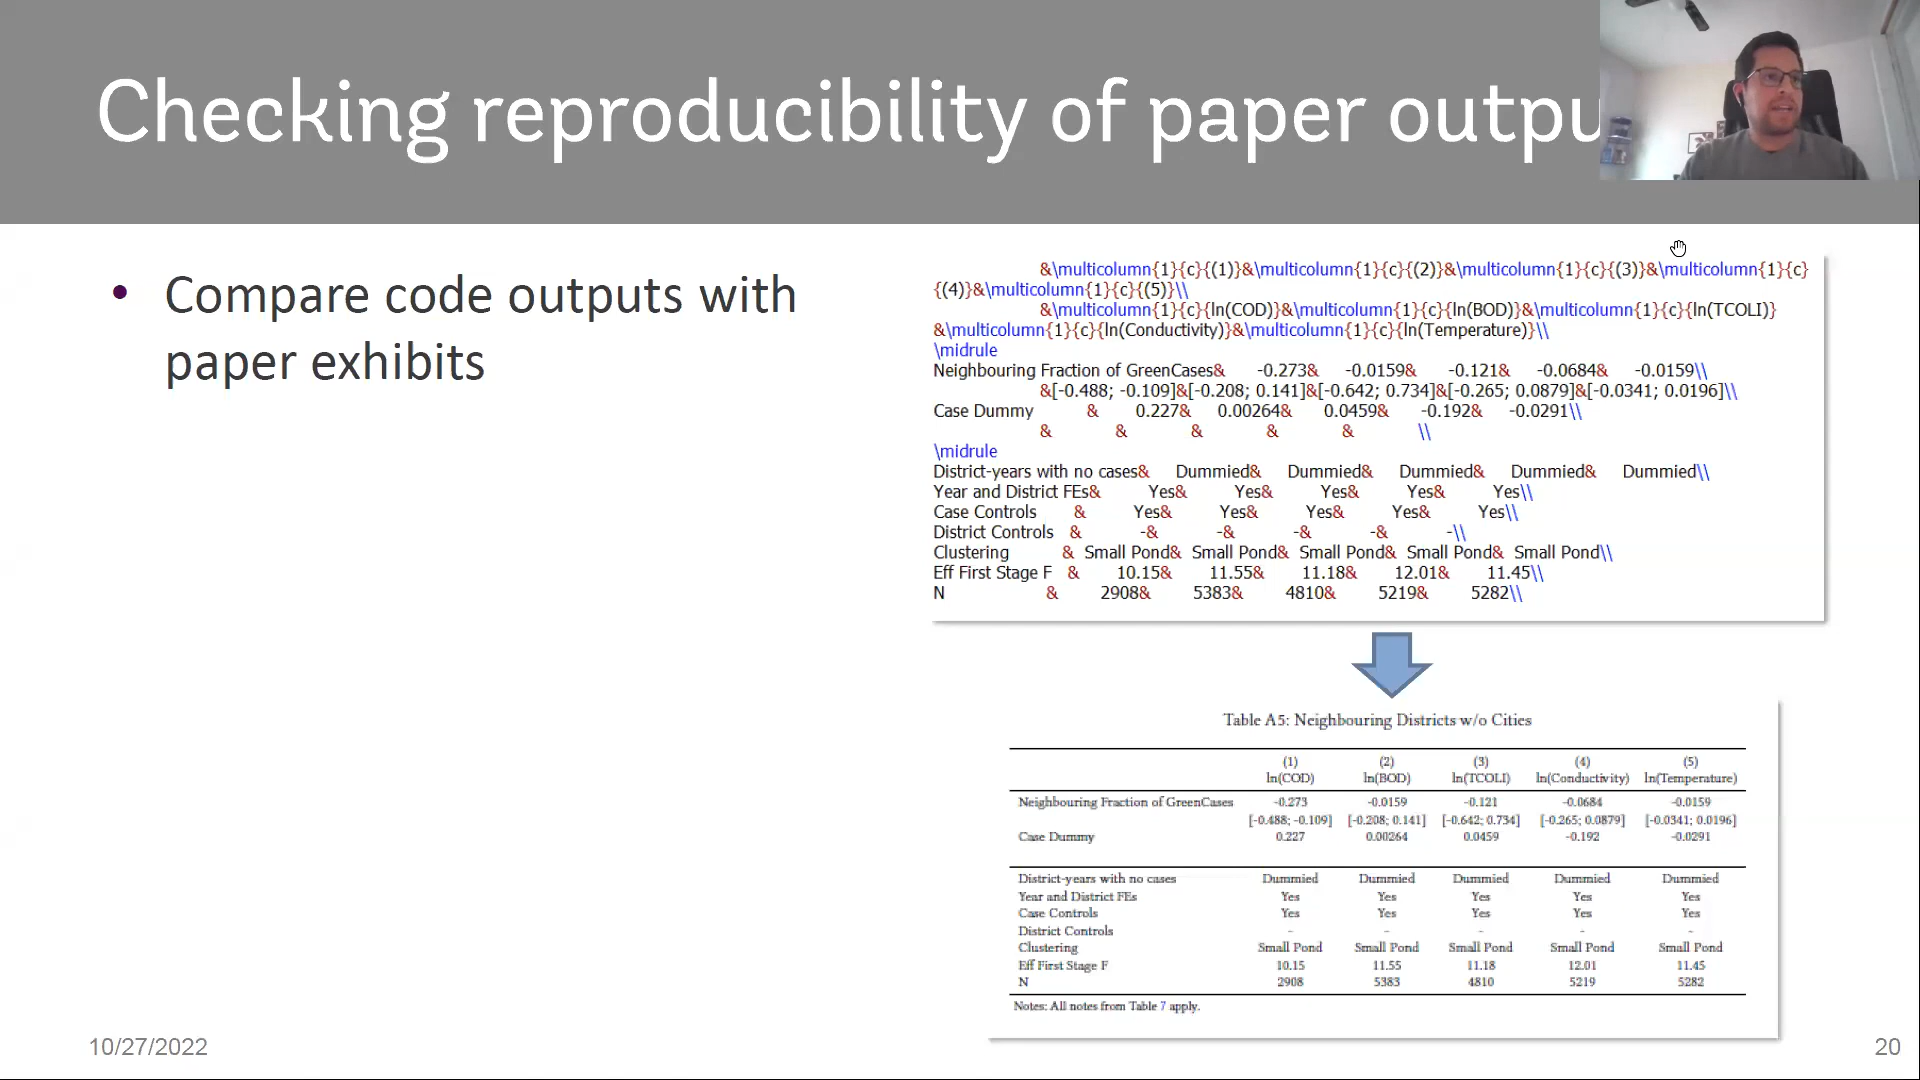 Checking reproducibility of paper outpu
• Compare code outputs with
paper exhibits
&\multicolumn{1}{c}{(1)}&\multicolumn{1}{c}{(2)}&\multicolumn{1}{c}{(3)}&\multicolumn{1}{c}
{(4)}&\multicolumn{1}{c}{(5)}\\
&\multicolumn{1}{c}{ln(COD)}&\multicolumn{1}{c}{ln(BOD)}&\multicolumn{1}{c}{ln(TCOLI)}
&\multicolumn{1}{c}{ln(Conductivity)}&\multicolumn{1}{c}{ln(Temperature)}\\
\midrule
Neighbouring Fraction of GreenCases& -0.273& -0.0159& -0.121& -0.0684& -0.0159\\
&[-0.488; -0.109]&[-0.208; 0.141]&[-0.642; 0.734]&[-0.265; 0.0879]&[-0.0341; 0.0196]\\
Case Dummy & 0.227& 0.00264& 0.0459& -0.192& -0.0291\\
& & & & & \\
\midrule
District-years with no cases& Dummied& Dummied& Dummied& Dummied& Dummied\\
Year and District FEs& Yes& Yes& Yes& Yes& Yes\\
Case Controls & Yes& Yes& Yes& Yes& Yes\\
District Controls & -& -& -& -& -\\
Clustering & Small Pond& Small Pond& Small Pond& Small Pond& Small Pond\\
Eff First Stage F & 10.15& 11.55& 11.18& 12.01& 11.45\\
N & 2908& 5383& 4810& 5219& 5282\\
Table A5: Neighbouring Districts w/o Cities
(1) (2) (3) (4) (5)
ln(COD) ln(BOD) ln(TCOLI) ln(Conductivity) ln(Temperature)
Neighbouring Fraction of GreenCases -0.273 -0.0159 -0.121 -0.0684 -0.0159
[-0.488; -0.109] [-0.208; 0.141] [-0.642; 0.734] [-0.265; 0.0879] [-0.0341; 0.0196]
Case Dummy 0.227 0.00264 0.0459 -0.192 -0.0291
District-years with no cases Dummied Dummied Dummied Dummied Dummied
Year and District FEs Yes Yes Yes Yes Yes
Case Controls Yes Yes Yes Yes Yes
District Controls - - - - -
Clustering Small Pond Small Pond Small Pond Small Pond Small Pond
Eff First Stage F 10.15 11.55 11.18 12.01 11.45
N 2908 5383 4810 5219 5282
Notes: All notes from Table 7 apply.
10/27/2022
20